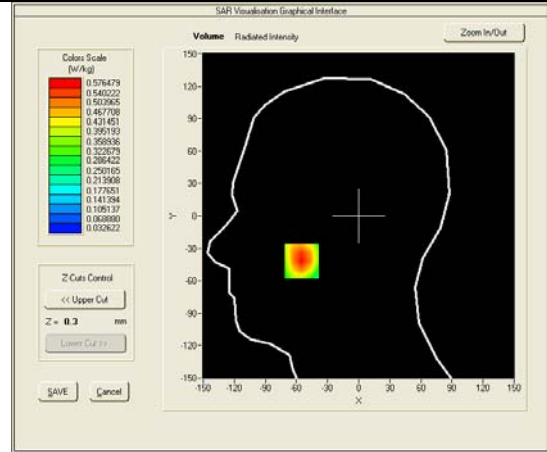 SAR Visualisation Graphical Interface
Volume Radiated Intensity
Zoom In/Out
Colors Scale
(W/kg)
0.576479
0.540222
0.503965
0.467708
0.431451
0.395193
0.358936
0.322679
0.286422
0.250165
0.213908
0.177651
0.141394
0.105137
0.068880
0.032622
Z Cuts Control
<< Upper Cut
Z = 0.3 mm
Lower Cut >>
SAVE Cancel
150
120
90
60
30
0
-30
-60
-90
-120
-150
Y
-150 -120 -90 -60 -30 0 30 60 90 120 150
X